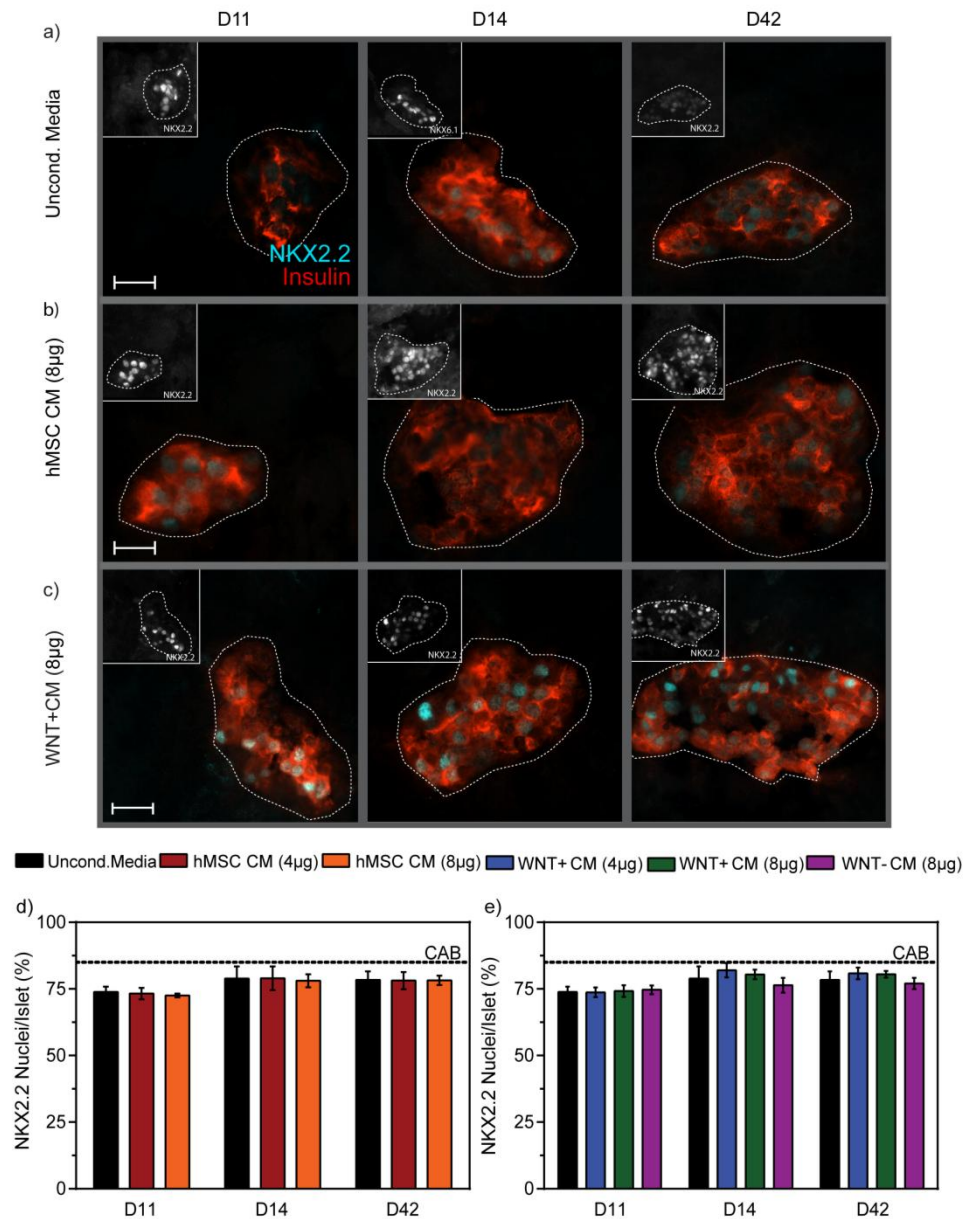 D11 D14 D42
a)
Uncond. Media
NKX2.2
NKX6.1
NKX2.2
NKX2.2
Insulin
b)
hMSC CM (8µg)
NKX2.2
NKX2.2
NKX2.2
c)
WNT+CM (8µg)
NKX2.2
NKX2.2
NKX2.2
Uncond.Media hMSC CM (4µg) hMSC CM (8µg) WNT+ CM (4µg) WNT+ CM (8µg) WNT- CM (8µg)
d)
NKX2.2 Nuclei/Islet (%)
100
75
50
25
0
CAB
D11 D14 D42
e)
NKX2.2 Nuclei/Islet (%)
100
75
50
25
0
CAB
D11 D14 D42